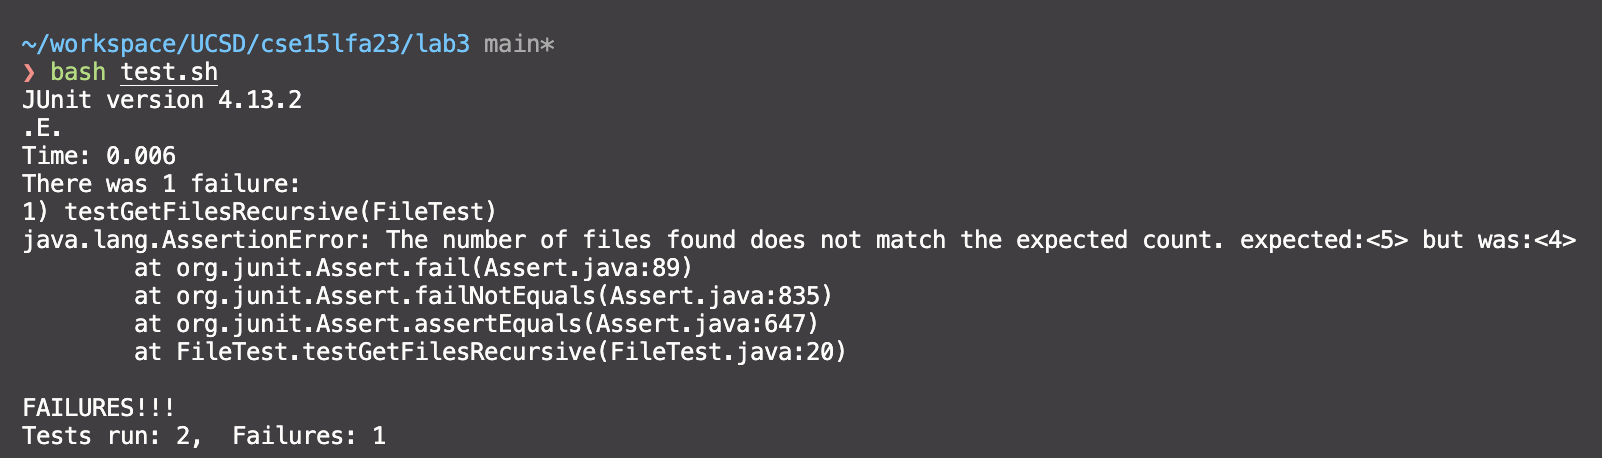 ~/workspace/UCSD/cse15lfa23/lab3 main*
❯ bash test.sh
JUnit version 4.13.2
.E.
Time: 0.006
There was 1 failure:
1) testGetFilesRecursive(FileTest)
java.lang.AssertionError: The number of files found does not match the expected count. expected:<5> but was:<4>
        at org.junit.Assert.fail(Assert.java:89)
        at org.junit.Assert.failNotEquals(Assert.java:835)
        at org.junit.Assert.assertEquals(Assert.java:647)
        at FileTest.testGetFilesRecursive(FileTest.java:20)

FAILURES!!!
Tests run: 2,  Failures: 1